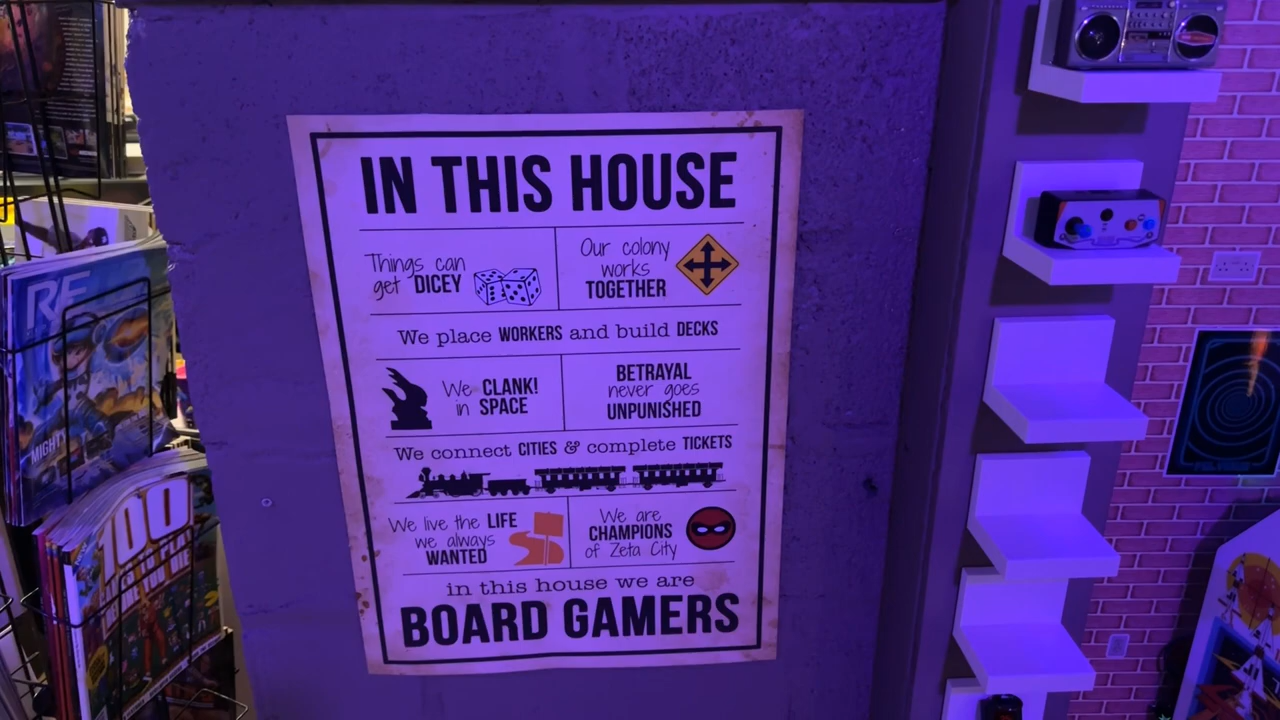 IN THIS HOUSE
Things can
get DICEY
Our colony
works
TOGETHER
We place WORKERS and build DECKS
We CLANK!
in SPACE
BETRAYAL
never goes
UNPUNISHED
We connect CITIES & complete TICKETS
We live the LIFE
we always
WANTED
We are
CHAMPIONS
of Zeta City
in this house we are
BOARD GAMERS
MIGHTY
100